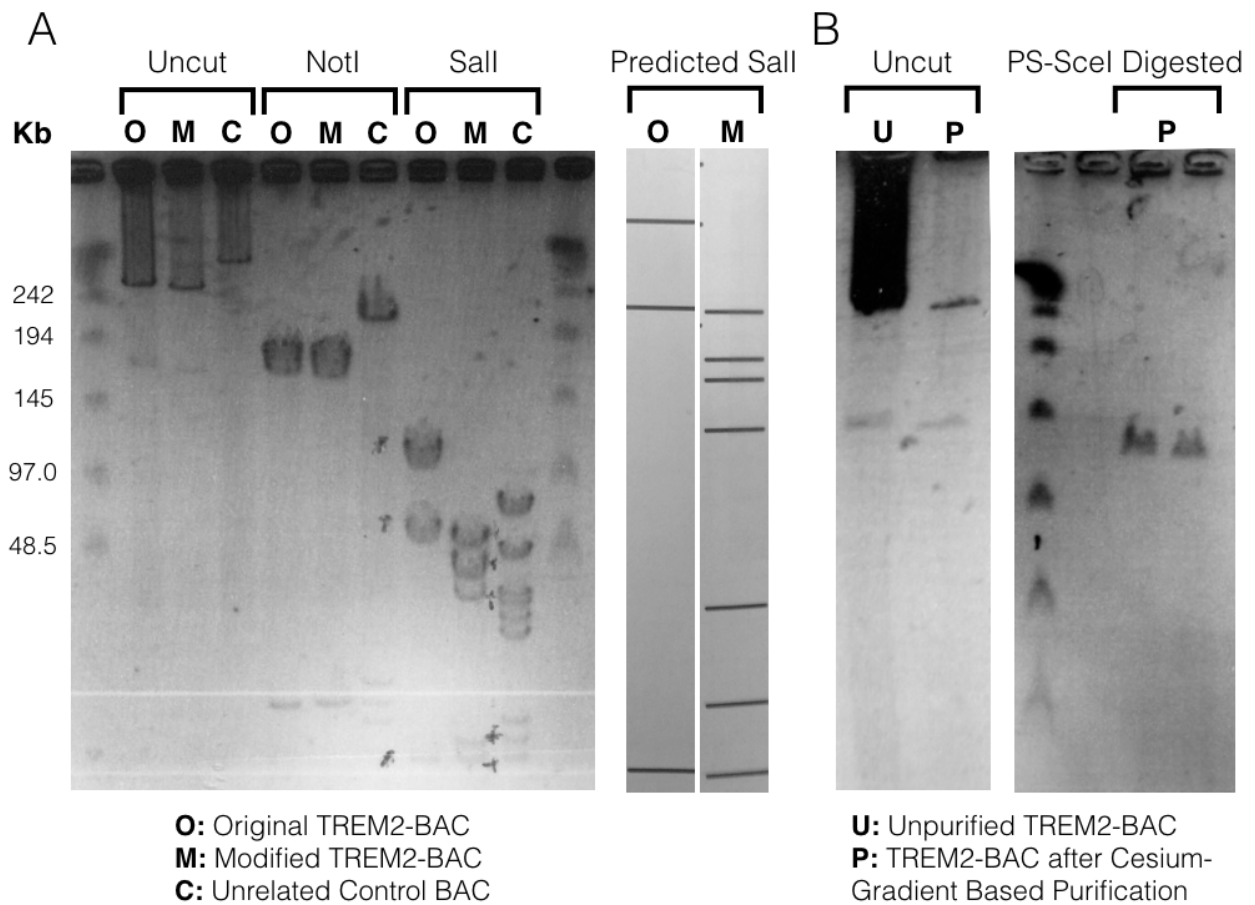 A
Uncut NotI SalI Predicted SalI
Kb O M C O M C O M C O M
242
194
145
97.0
48.5
O: Original TREM2-BAC
M: Modified TREM2-BAC
C: Unrelated Control BAC
B
Uncut PS-SceI Digested
U P P
U: Unpurified TREM2-BAC
P: TREM2-BAC after Cesium-
Gradient Based Purification